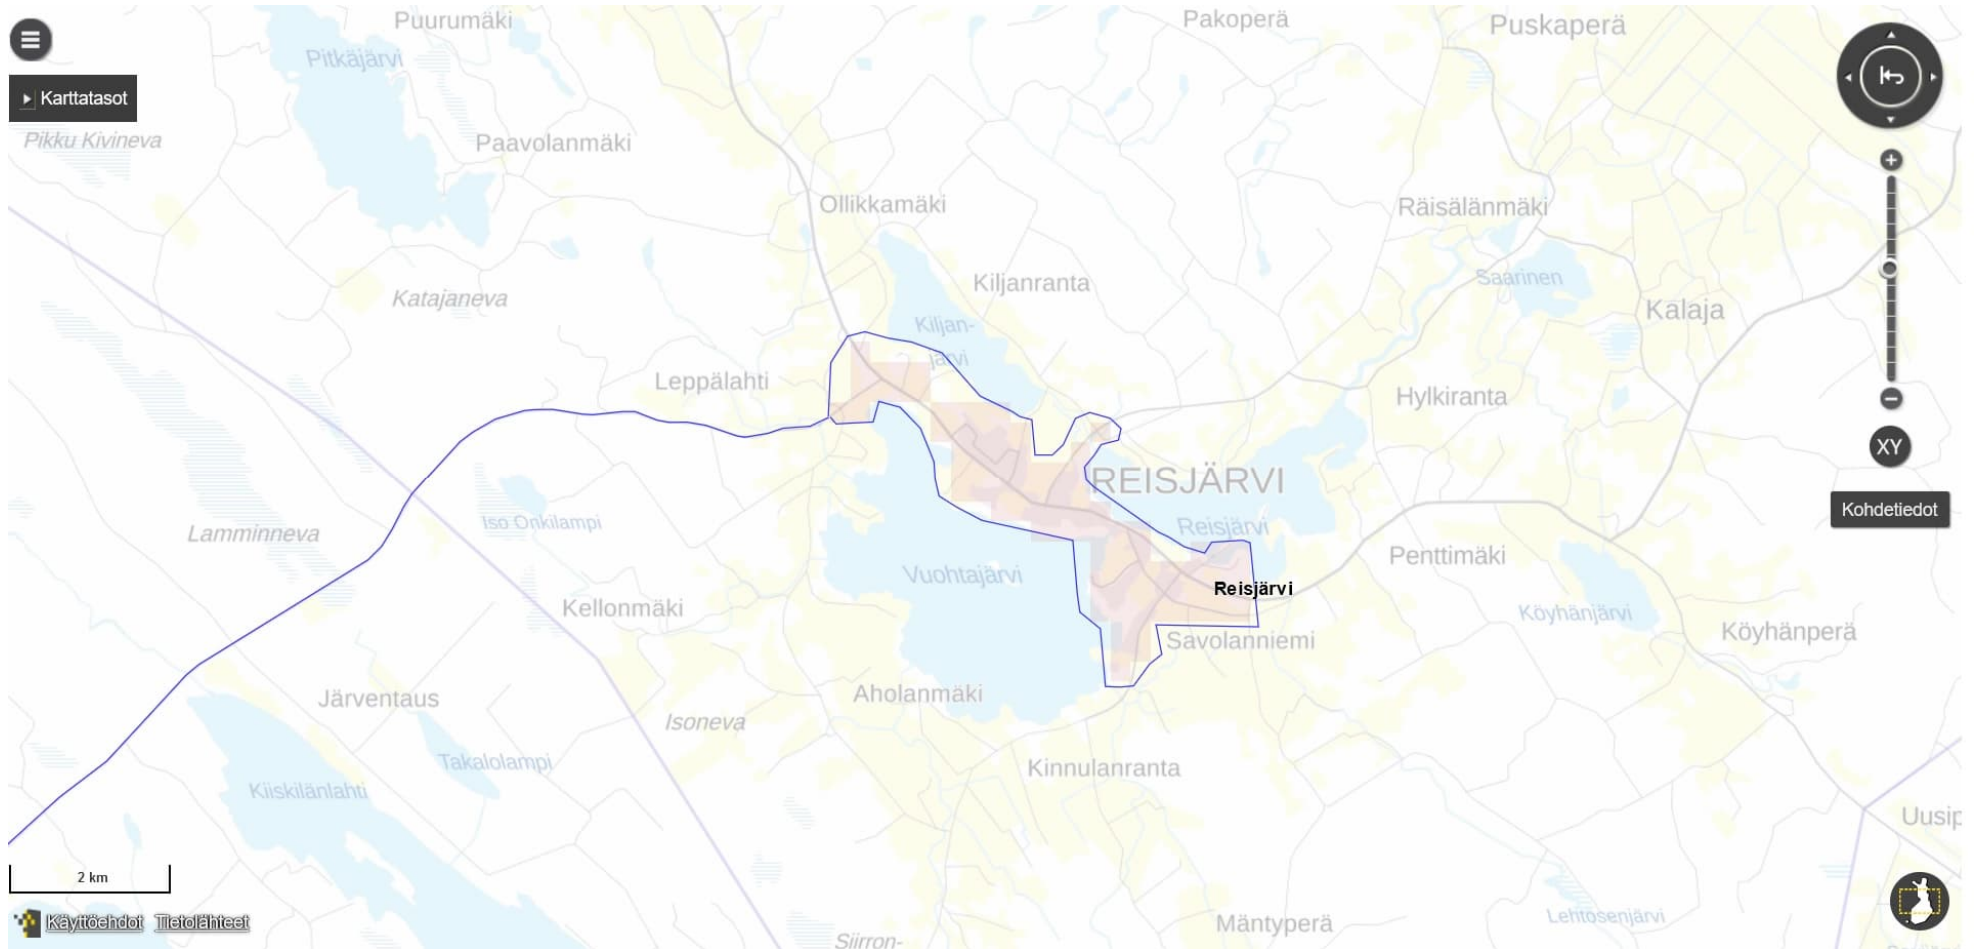 Puurumäki
Pakoperä
Puskaperä
Pitkäjärvi
Karttatasot
Pikku Kivineva
Paavolanmäki
Ollikkamäki
Räisälänmäki
Kiljanranta
Saarinen
Katajaneva
Kalaja
Kiljan-
järvi
Leppälahti
Hylkiranta
XY
REISJÄRVI
Kohdetiedot
Iso Onkilampi
Reisjärvi
Lamminneva
Penttimäki
Vuohtajärvi
Reisjärvi
Kellonmäki
Köyhänjärvi
Köyhänperä
Savolanniemi
Järventaus
Aholanmäki
Isoneva
Takalolampi
Kinnulanranta
Kiiskilänlahti
Uusip
2 km
Käyttöehdot Tietolähteet
Mäntyperä
Lehtosenjärvi
Siirron-